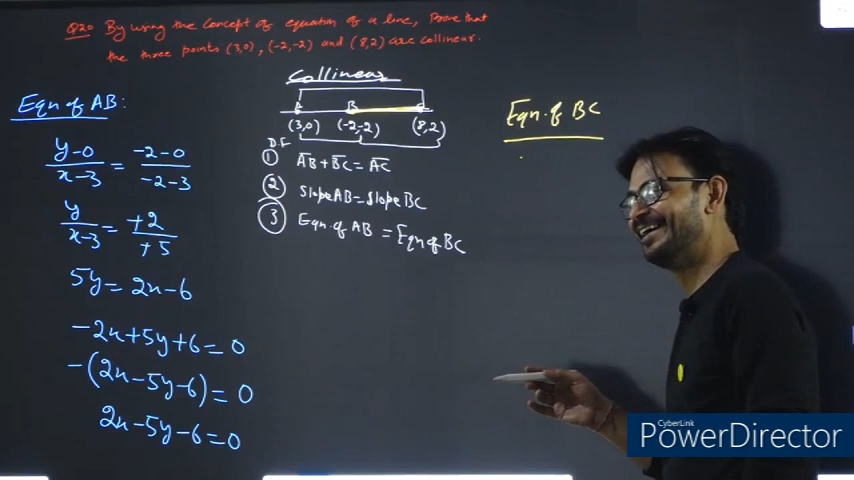 Q20 By using the concept of equation of a line, Prove that
the three points (3,0), (-2,-2) and (8,2) are collinear.
Collinear
A B C
(3,0) (-2,-2) (8,2)
D.F
① AB + BC = AC
② Slope AB = Slope BC
③ Eqn. of AB = Eqn of BC
Eqn of AB:
y-0/x-3 = -2-0/-2-3
y/x-3 = +2/+5
5y = 2x-6
-2x+5y+6=0
-(2x-5y-6)=0
2x-5y-6=0
Eqn. of BC
CyberLink
PowerDirector